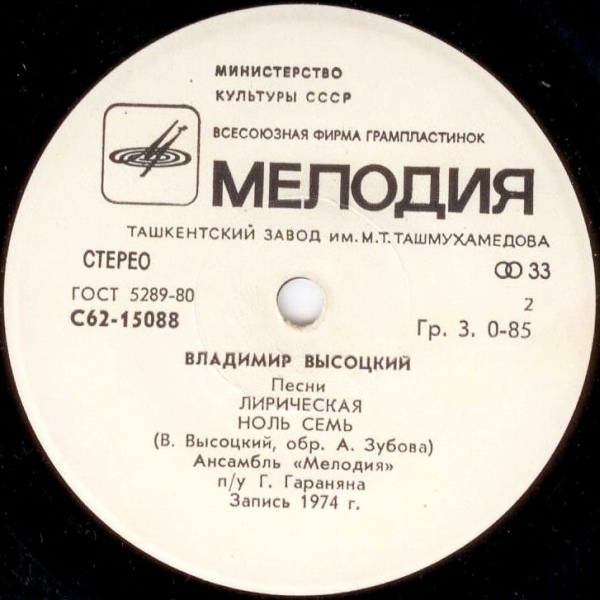 МИНИСТЕРСТВО
КУЛЬТУРЫ СССР
ВСЕСОЮЗНАЯ ФИРМА ГРАМПЛАСТИНОК
МЕЛОДИЯ
ТАШКЕНТСКИЙ ЗАВОД ИМ. М.Т. ТАШМУХАМЕДОВА
СТЕРЕО
33
ГОСТ 5289-80
2
С62-15088
Гр. 3. 0-85
ВЛАДИМИР ВЫСОЦКИЙ
Песни
ЛИРИЧЕСКАЯ
НОЛЬ СЕМЬ
(В. Высоцкий, обр. А. Зубова)
Ансамбль «Мелодия»
п/у Г. Гараняна
Запись 1974 г.